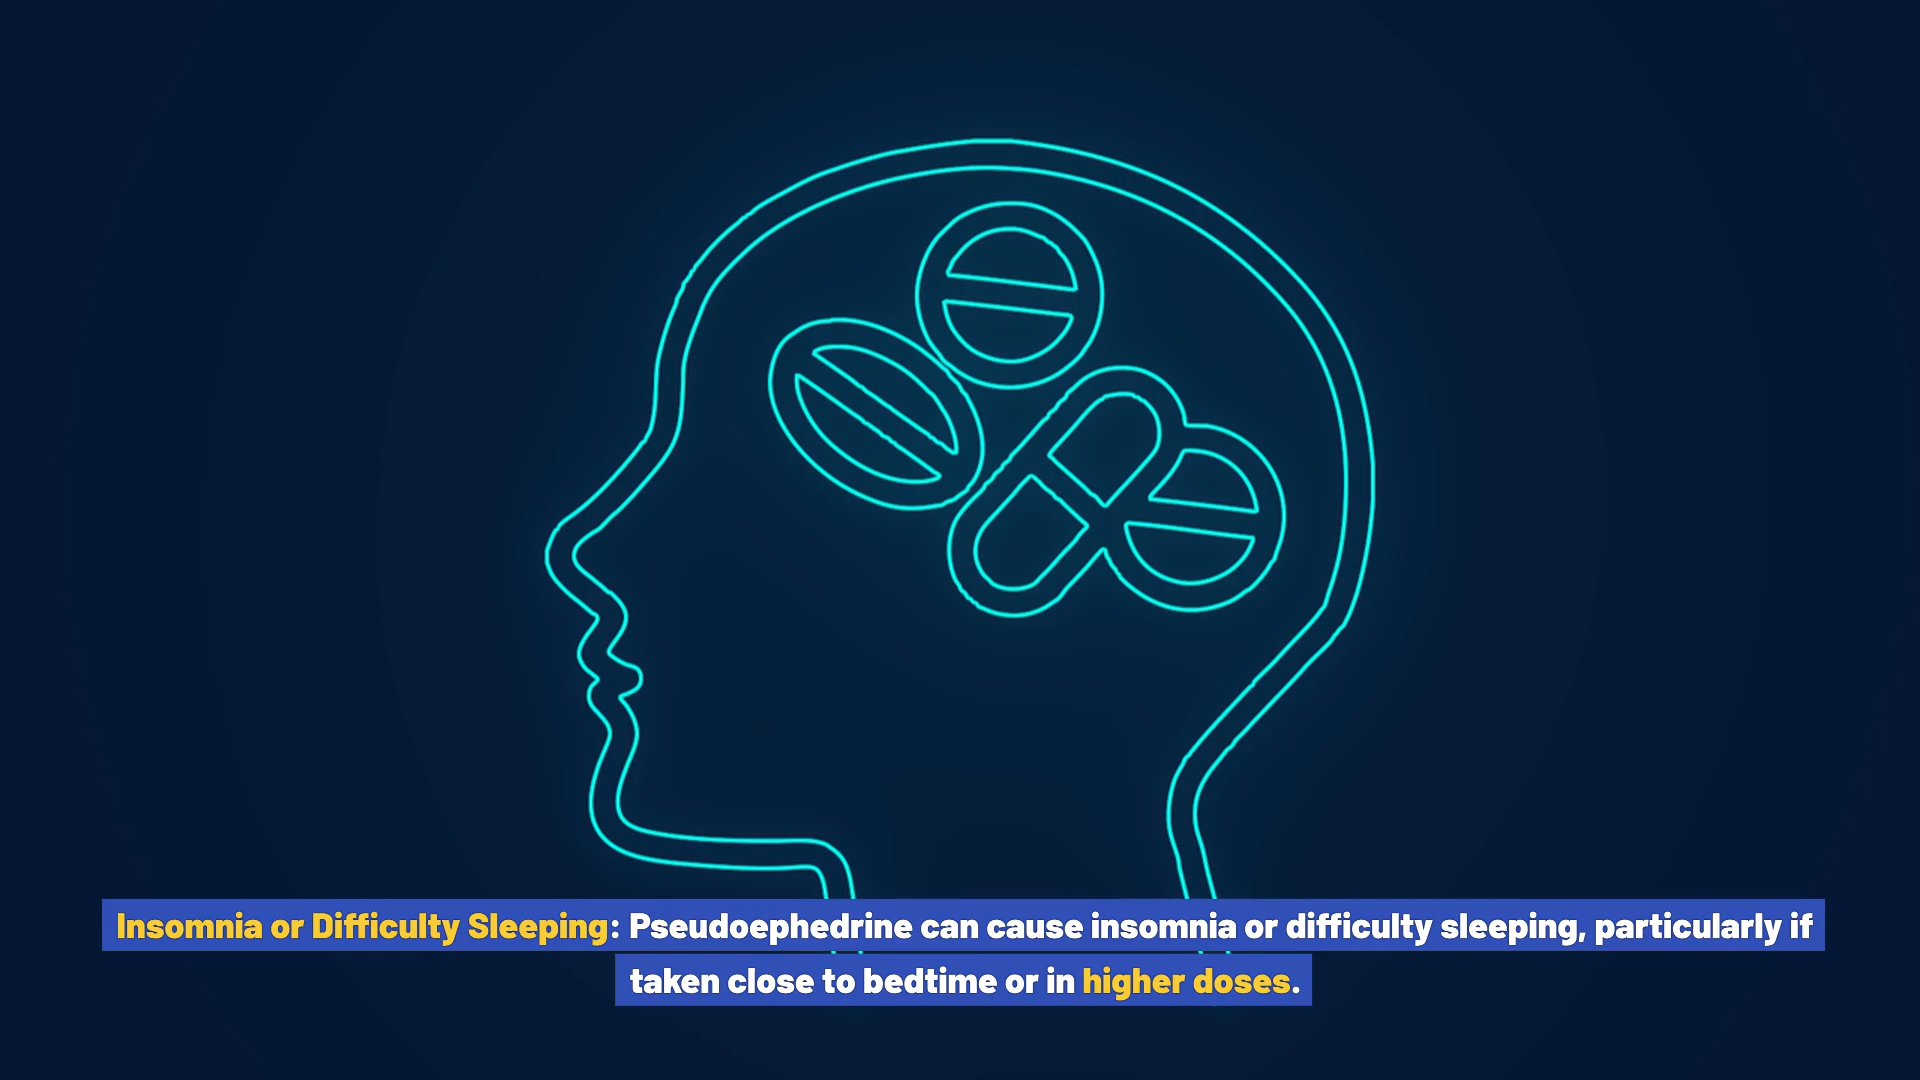 Insomnia or Difficulty Sleeping: Pseudoephedrine can cause insomnia or difficulty sleeping, particularly if
taken close to bedtime or in higher doses.